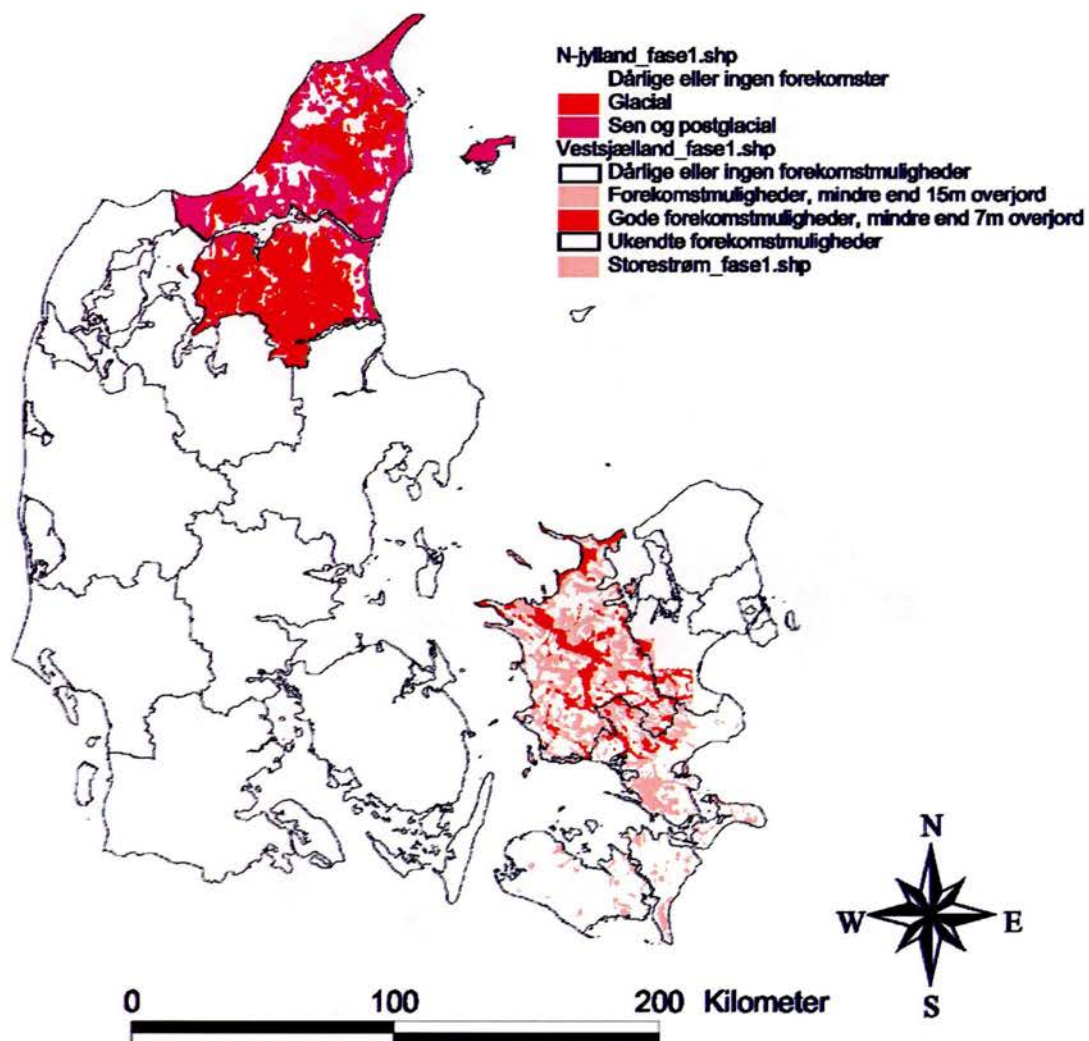 N-jylland_fase1.shp
Dårlige eller ingen forekomster
Glacial
Sen og postglacial
Vestsjælland_fase1.shp
Dårlige eller ingen forekomstmuligheder
Forekomstmuligheder, mindre end 15m overjord
Gode forekomstmuligheder, mindre end 7m overjord
Ukendte forekomstmuligheder
Storestrøm_fase1.shp
N
W E
S
0 100 200 Kilometer